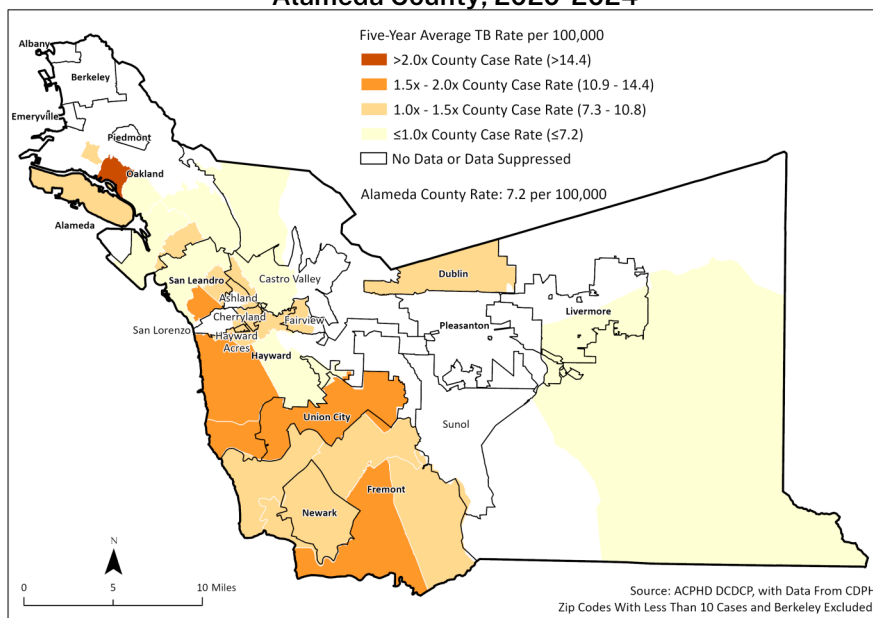 Alameda County, 2020-2024
Five-Year Average TB Rate per 100,000
>2.0x County Case Rate (>14.4)
1.5x - 2.0x County Case Rate (10.9 - 14.4)
1.0x - 1.5x County Case Rate (7.3 - 10.8)
≤1.0x County Case Rate (≤7.2)
No Data or Data Suppressed
Alameda County Rate: 7.2 per 100,000
Albany
Berkeley
Emeryville
Piedmont
Oakland
Alameda
San Leandro
Castro Valley
Ashland
Cherryland
Fairview
San Lorenzo
Hayward
Acres
Hayward
Dublin
Livermore
Pleasanton
Union City
Sunol
Fremont
Newark
N
0 5 10 Miles
Source: ACPHD DCDCP, with Data From CDPH
Zip Codes With Less Than 10 Cases and Berkeley Excluded